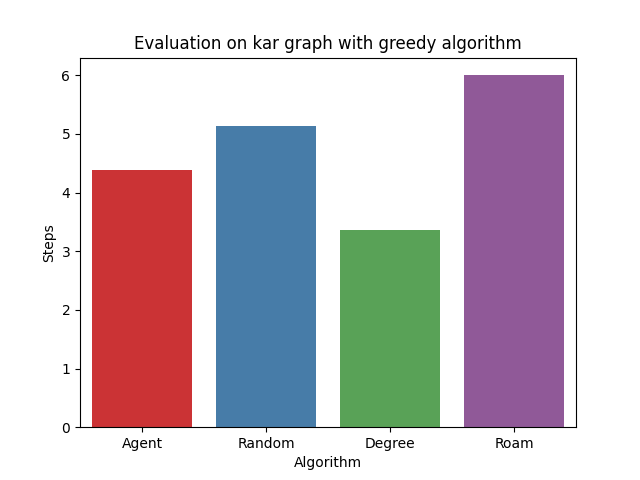 Evaluation on kar graph with greedy algorithm
6
5
4
3
2
1
0
Steps
Agent Random Degree Roam
Algorithm